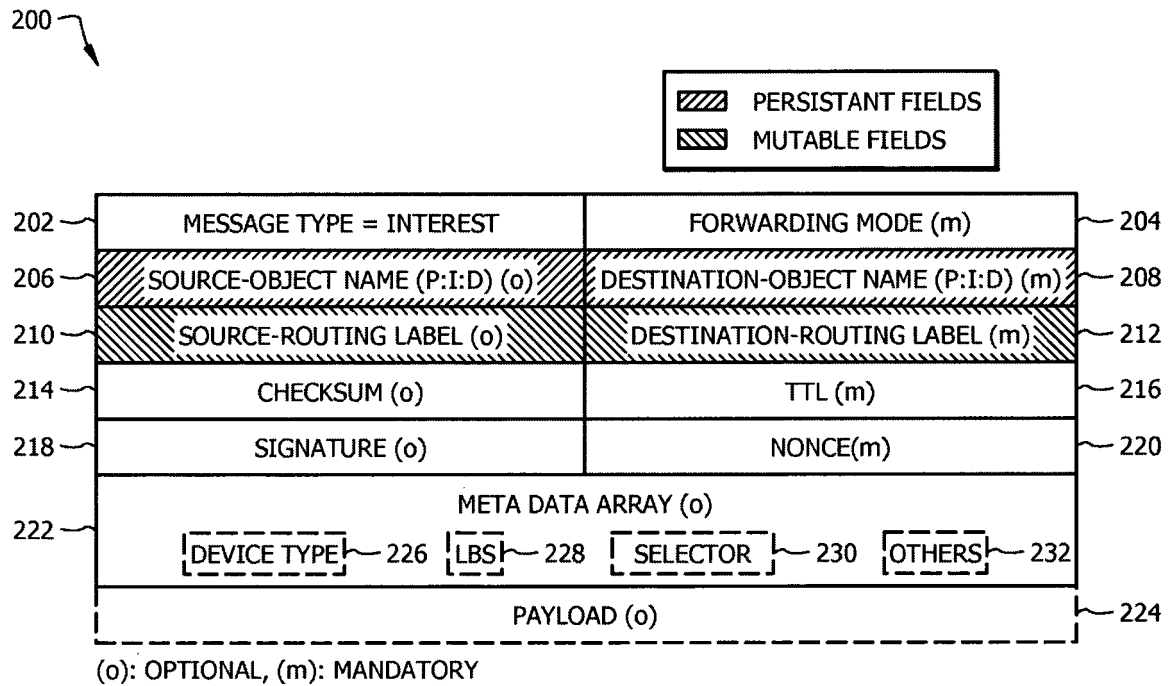 200
PERSISTANT FIELDS
MUTABLE FIELDS
202 MESSAGE TYPE = INTEREST FORWARDING MODE (m) 204
206 SOURCE-OBJECT NAME (P:I:D) (o) DESTINATION-OBJECT NAME (P:I:D) (m) 208
210 SOURCE-ROUTING LABEL (o) DESTINATION-ROUTING LABEL (m) 212
214 CHECKSUM (o) TTL (m) 216
218 SIGNATURE (o) NONCE(m) 220
META DATA ARRAY (o)
222 DEVICE TYPE 226 LBS 228 SELECTOR 230 OTHERS 232
PAYLOAD (o) 224
(o): OPTIONAL, (m): MANDATORY